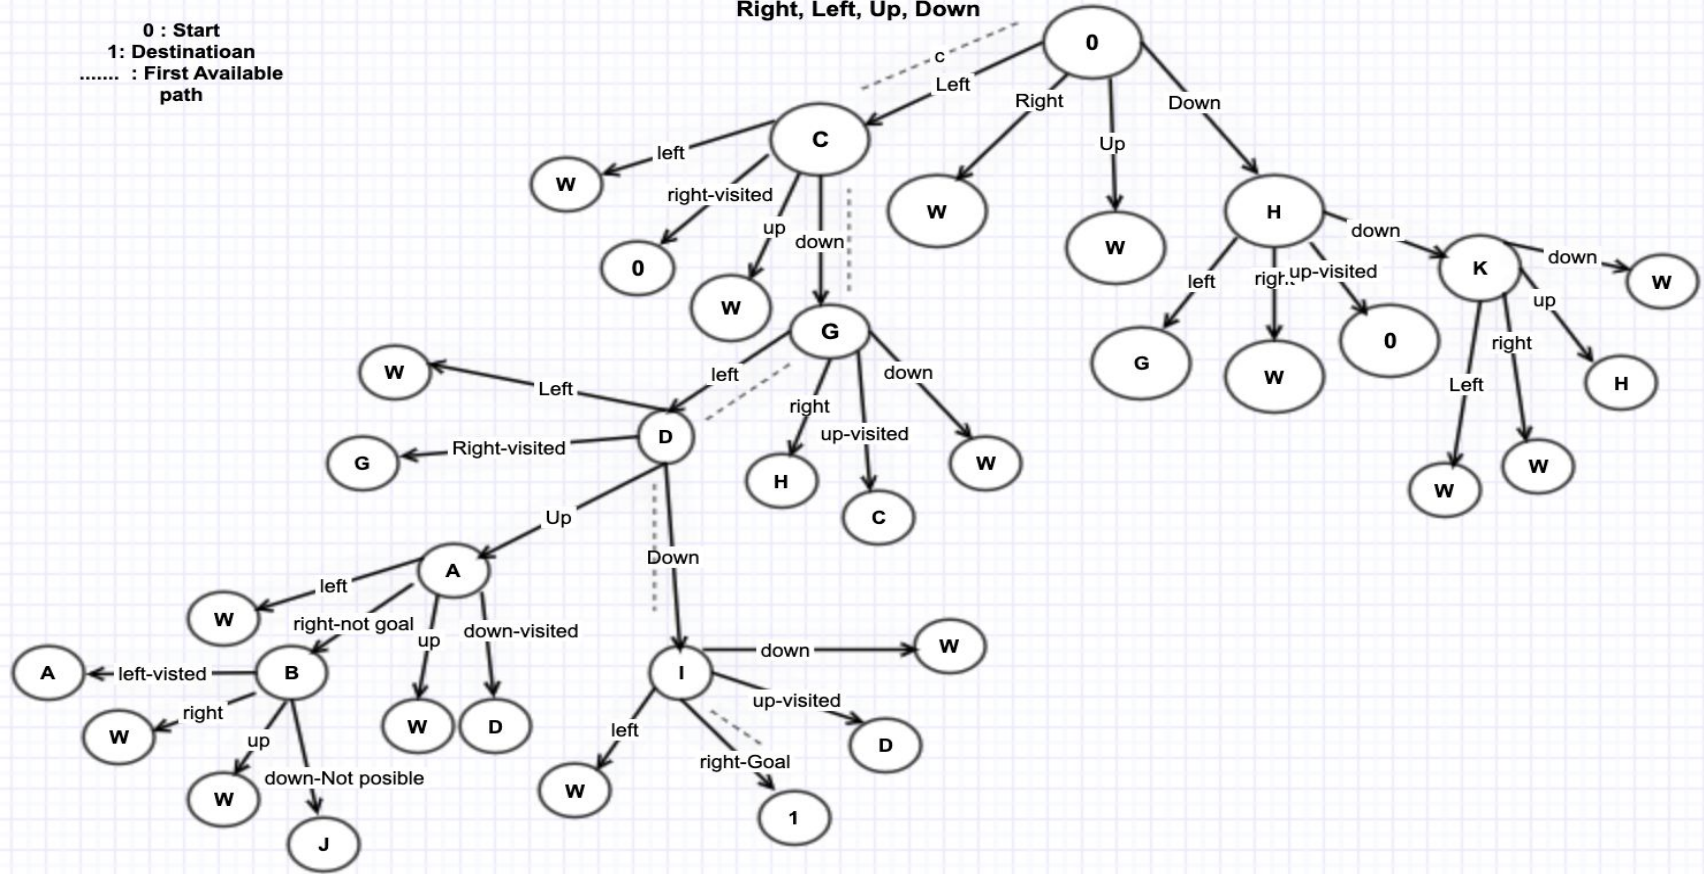 Right, Left, Up, Down
0 : Start
1: Destinatioan
....... : First Available
path
0
c
Left
Right
Up
Down
C
left
W
right-visited
0
up
W
down
W
W
H
left
G
W
up-visited
0
down
K
down
W
up
H
right
W
Left
W
G
left
right
H
up-visited
C
down
W
D
Left
W
Right-visited
G
Up
Down
A
left
W
right-not goal
up
W
down-visited
D
B
left-visted
A
right
W
up
W
down-Not posible
J
I
down
W
up-visited
D
left
W
right-Goal
1